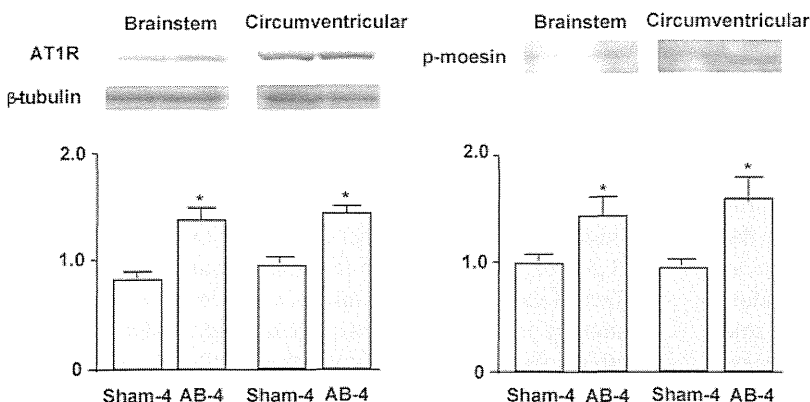 Brainstem Circumventricular
AT1R
β-tubulin
2.0
* *
1.0
0
Sham-4 AB-4 Sham-4 AB-4
Brainstem Circumventricular
p-moesin
2.0
* *
1.0
0
Sham-4 AB-4 Sham-4 AB-4